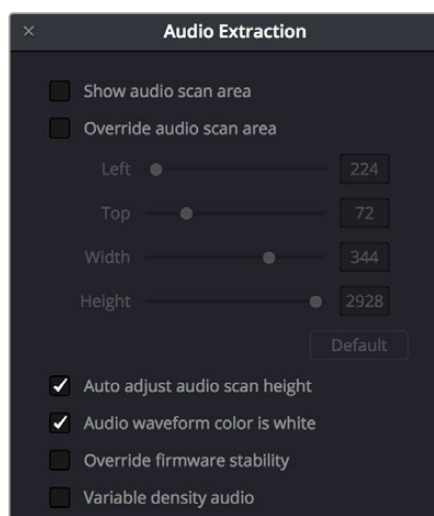 Audio Extraction
Show audio scan area
Override audio scan area
Left 224
Top 72
Width 344
Height 2928
Default
Auto adjust audio scan height
Audio waveform color is white
Override firmware stability
Variable density audio